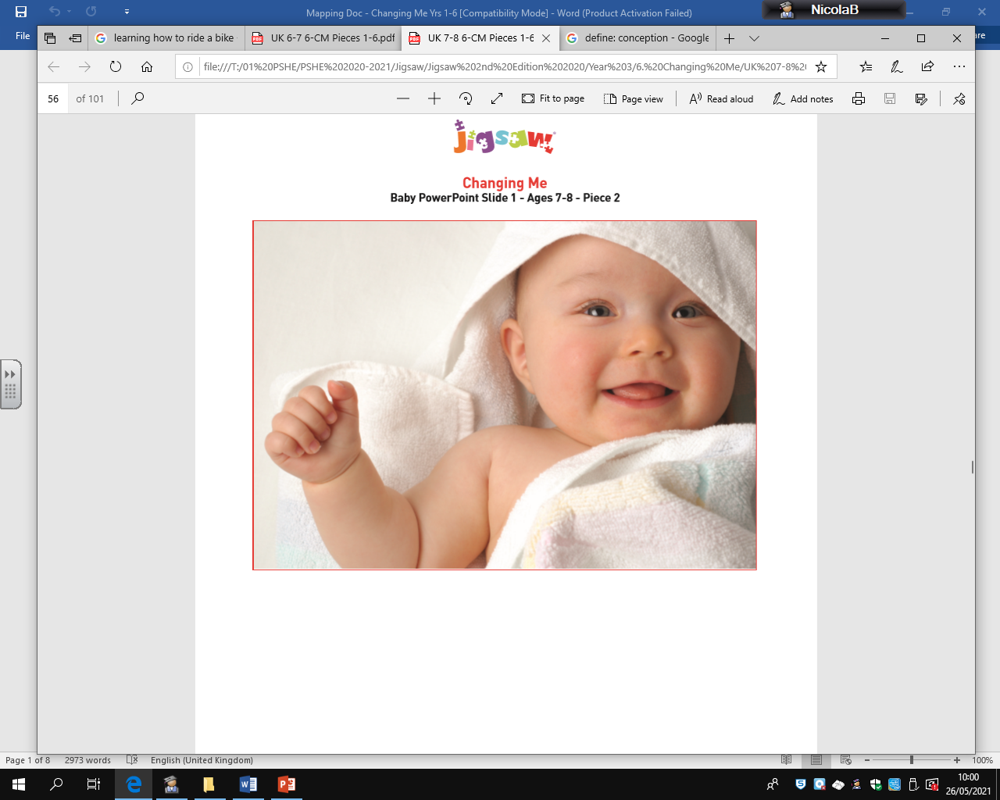 Mapping Doc - Changing Me Yrs 1-6 [Compatibility Mode] - Word (Product Activation Failed)
NicolaB
File
are
learning how to ride a bike
UK 6-7 6-CM Pieces 1-6.pdf
UK 7-8 6-CM Pieces 1-6
define: conception - Google
file:///T:/01%20PSHE/PSHE%202020-2021/Jigsaw/Jigsaw%202nd%20Edition%202020/Year%203/6.%20Changing%20Me/UK%207-8%20
56 of 101
Fit to page
Page view
Read aloud
Add notes
jigsaw
Changing Me
Baby PowerPoint Slide 1 - Ages 7-8 - Piece 2
Page 1 of 8 2973 words English (United Kingdom) 100%
10:00
26/05/2021